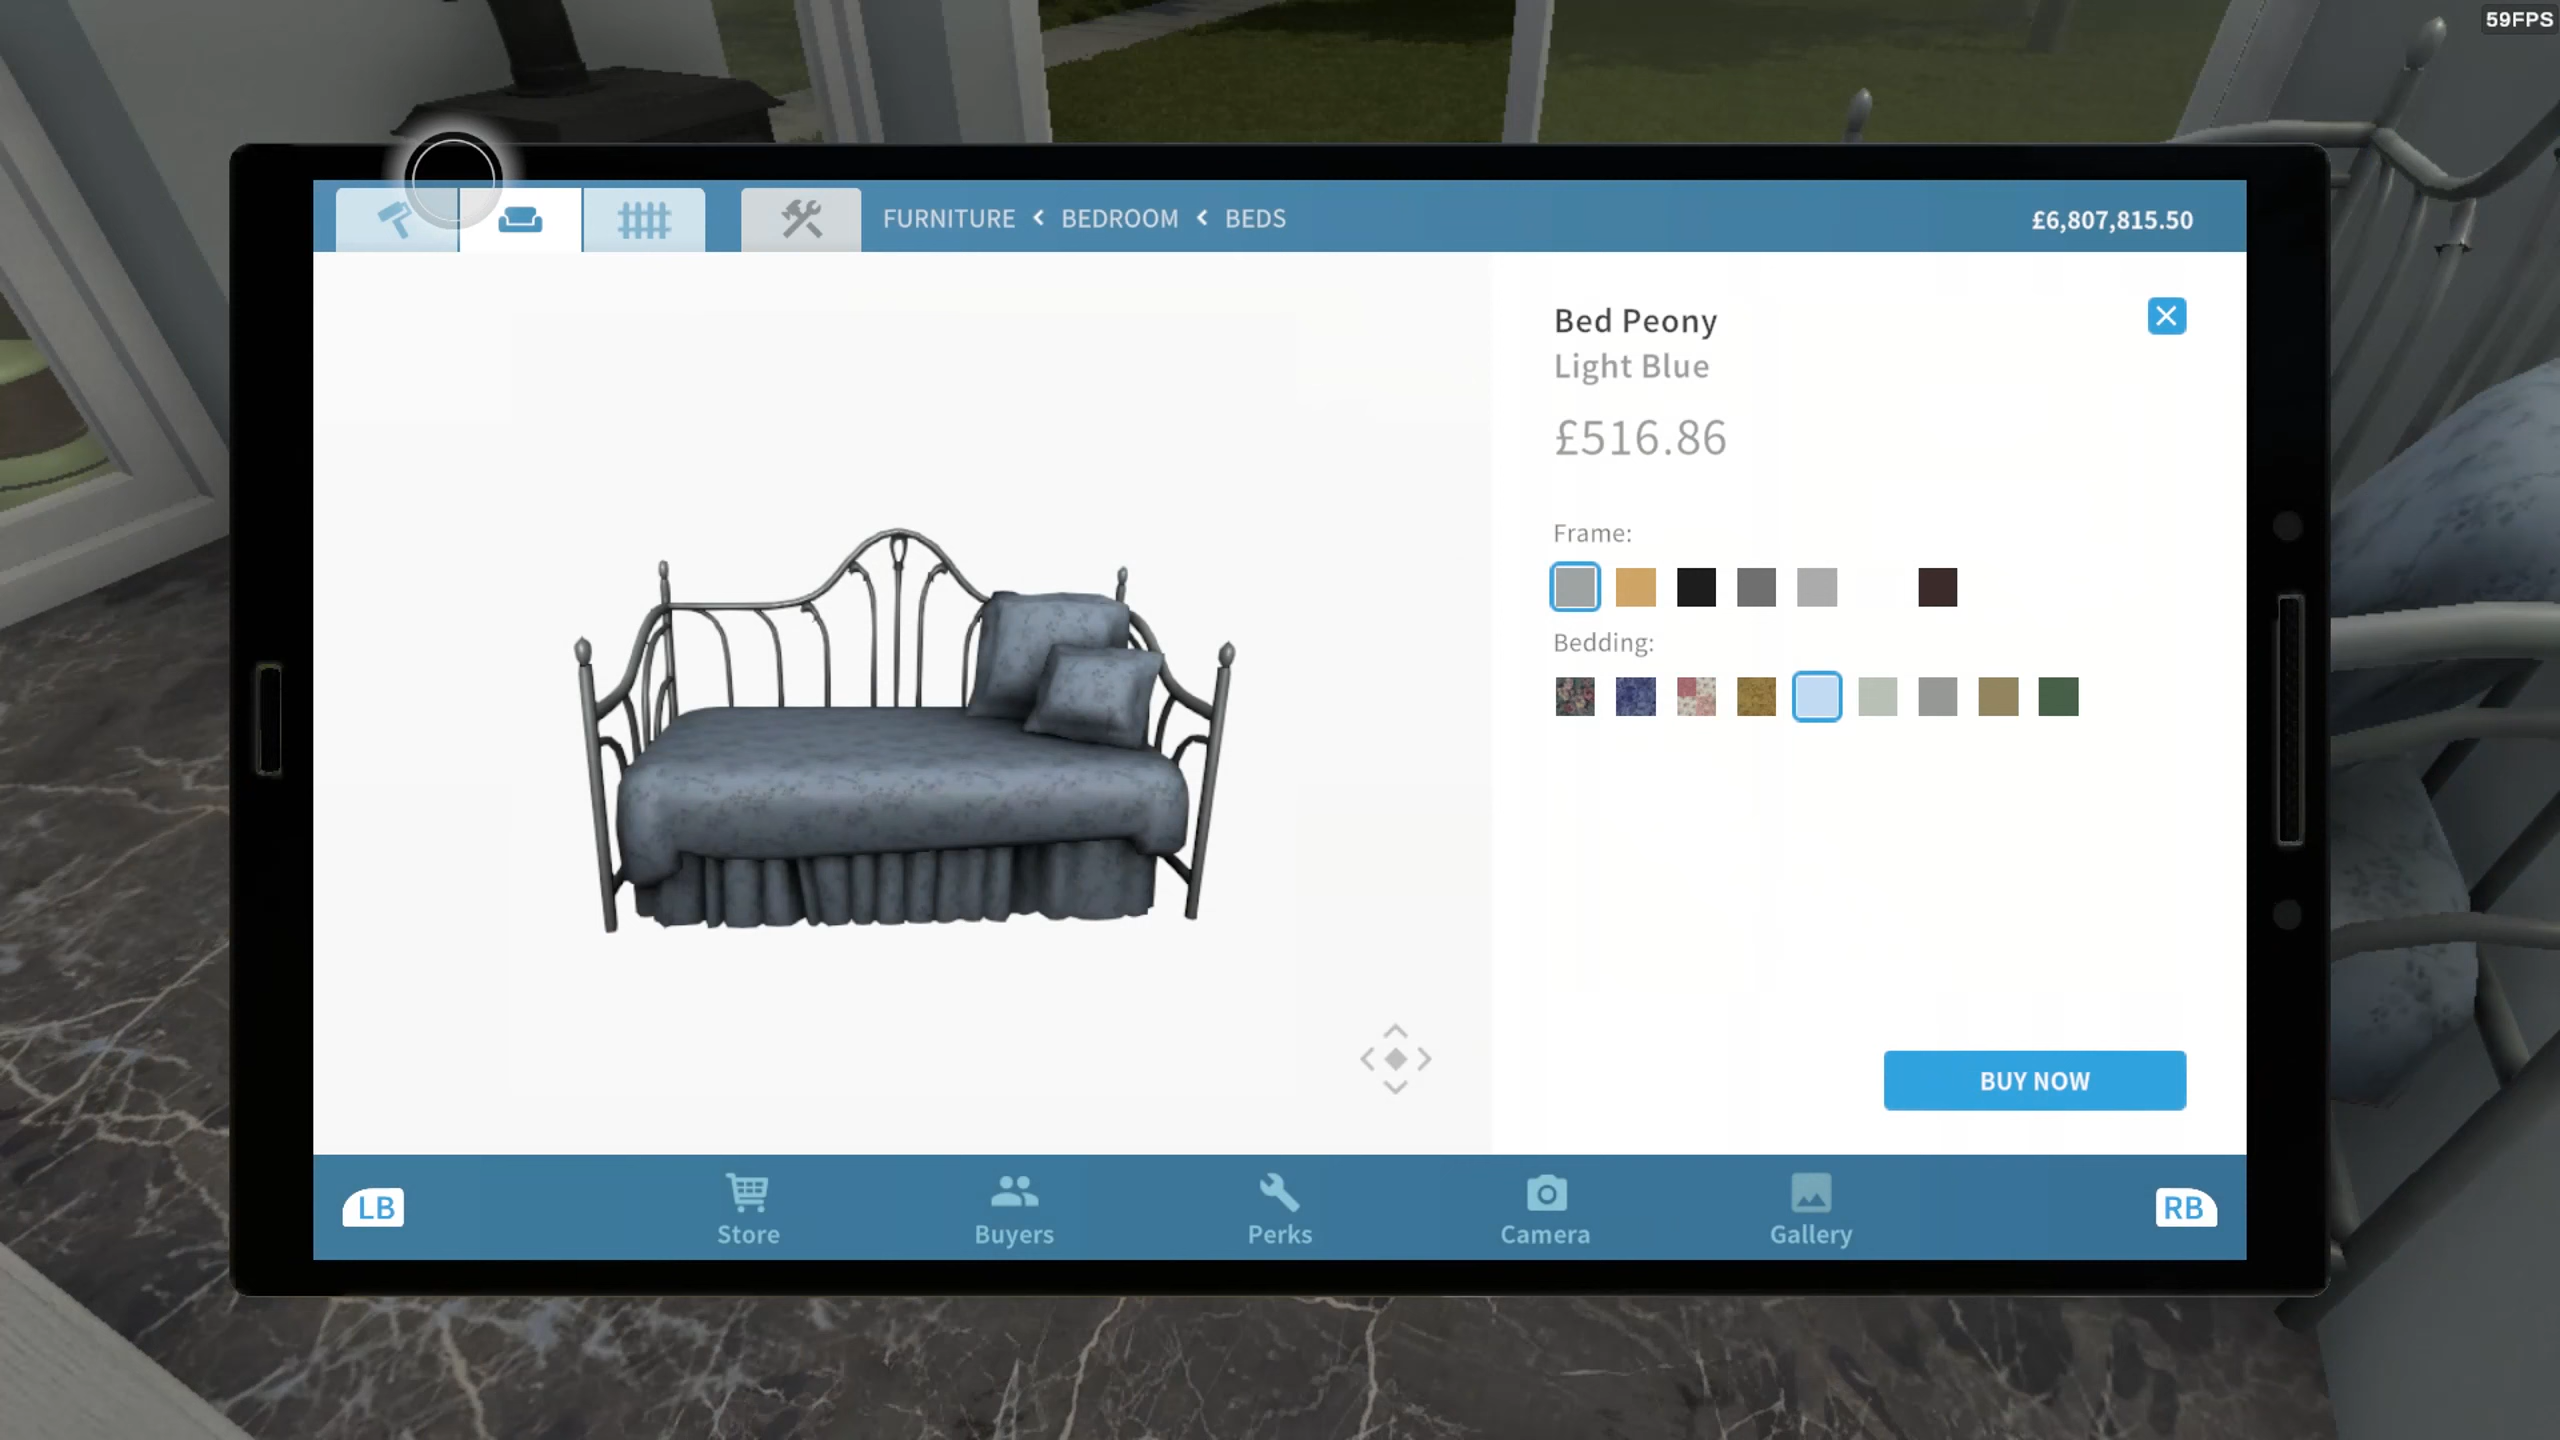 59FPS
FURNITURE < BEDROOM < BEDS
£6,807,815.50
Bed Peony
Light Blue
£516.86
Frame:
Bedding:
BUY NOW
LB
Store
Buyers
Perks
Camera
Gallery
RB